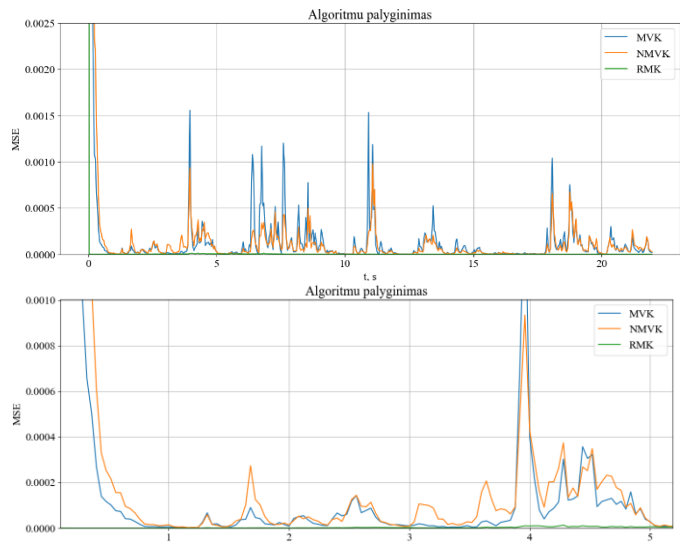 Algoritmu palyginimas
0.0025
0.0020
0.0015
0.0010
0.0005
0.0000
MSE
MVK
NMVK
RMK
0 5 10 15 20
t, s
Algoritmu palyginimas
0.0010
0.0008
0.0006
0.0004
0.0002
0.0000
MSE
MVK
NMVK
RMK
1 2 3 4 5